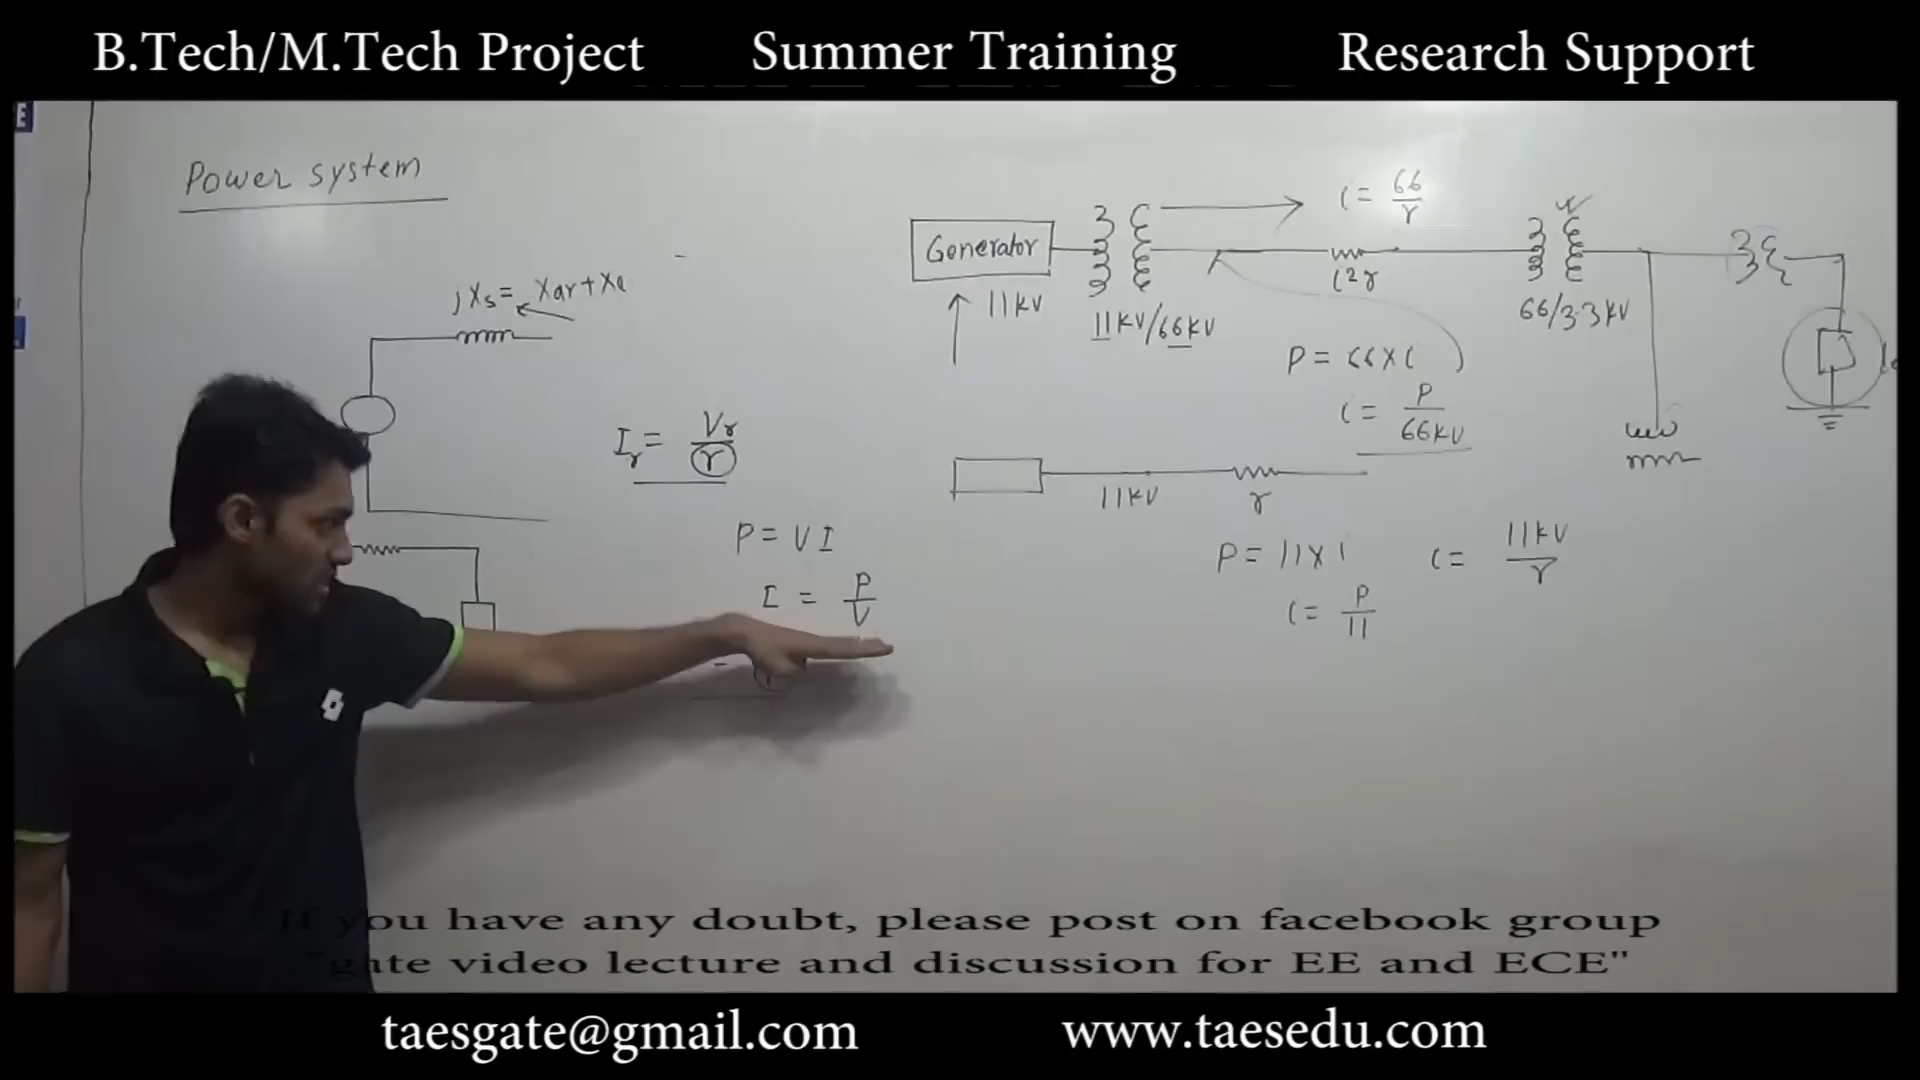 B.Tech/M.Tech Project Summer Training Research Support
E
Power system
jXs = Xar + Xa
Ir = Vr / r
P = VI
I = P / V
Generator
11kV
11kV/66kV
i = 66 / r
i²r
66/3.3kV
P = 66 x i
i = P / 66kV
11kV
r
P = 11 x i
i = P / 11
i = 11kV / r
If you have any doubt, please post on facebook group
"gate video lecture and discussion for EE and ECE"
taesgate@gmail.com www.taesedu.com